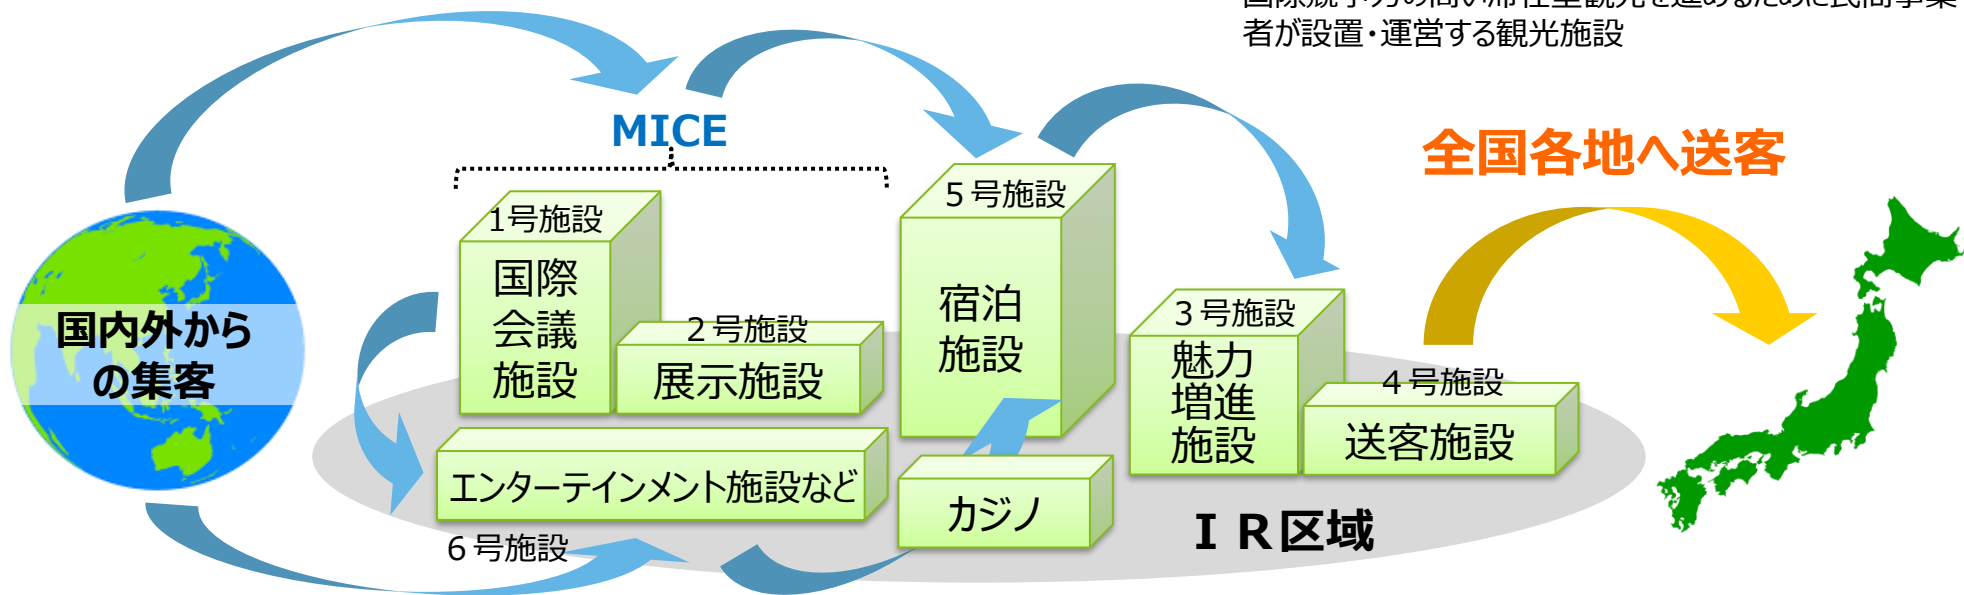 者が設置・運営する観光施設
MICE
全国各地へ送客
1号施設
国際
会議
施設
２号施設
展示施設
５号施設
宿泊
施設
３号施設
魅力
増進
施設
４号施設
送客施設
国内外から
の集客
エンターテインメント施設など
６号施設
カジノ
ＩＲ区域